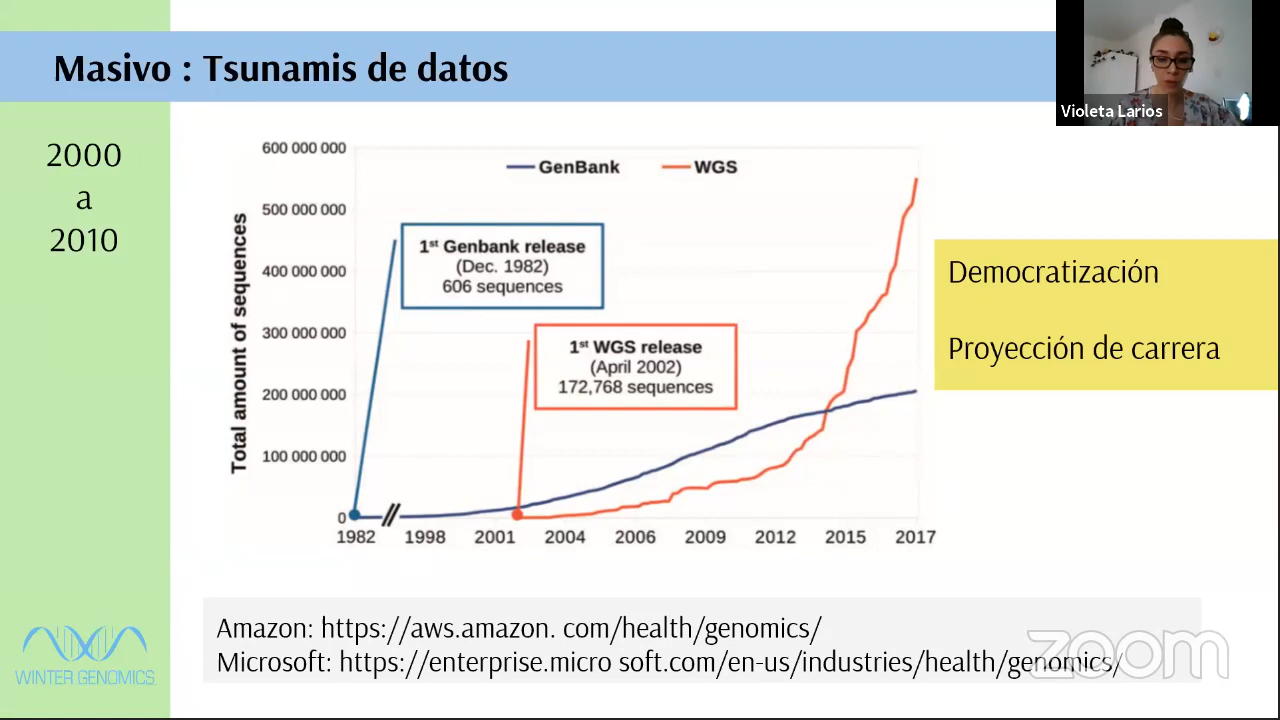 Masivo : Tsunamis de datos
Violeta Larios
2000
a
2010
600 000 000
500 000 000
400 000 000
300 000 000
200 000 000
100 000 000
0
Total amount of sequences
GenBank
WGS
1st Genbank release
(Dec. 1982)
606 sequences
1st WGS release
(April 2002)
172,768 sequences
1982
1998
2001
2004
2006
2009
2012
2015
2017
Democratización
Proyección de carrera
Amazon: https://aws.amazon. com/health/genomics/
Microsoft: https://enterprise.micro soft.com/en-us/industries/health/genomics/
zoom
WINTER GENOMICS